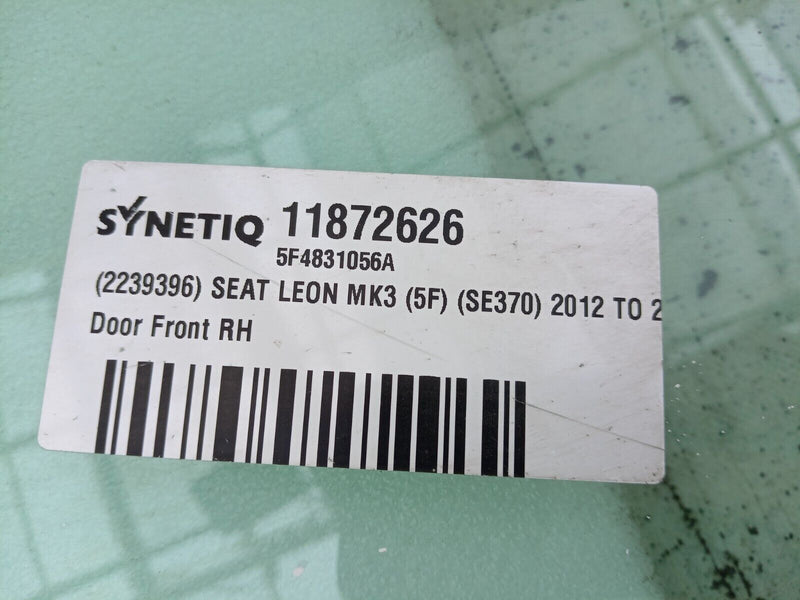 SYNETIQ 11872626
5F4831056A
(2239396) SEAT LEON MK3 (5F) (SE370) 2012 TO 2
Door Front RH